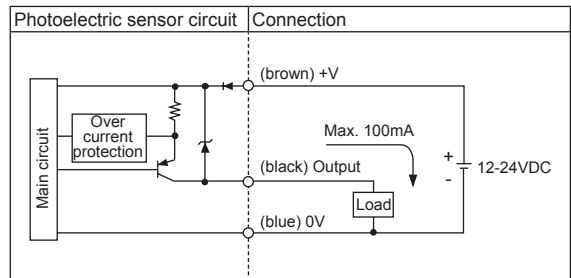 Photoelectric sensor circuit
Connection
(brown) +V
Main circuit
Over
current
protection
Max. 100mA
+
-
12-24VDC
(black) Output
Load
(blue) 0V